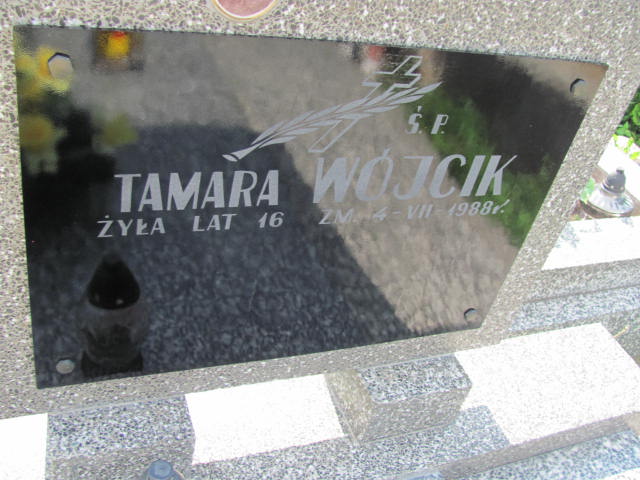 Ś. P.
TAMARA WÓJCIK
ŻYŁA LAT 16 ZM. 4-VII-1988r.